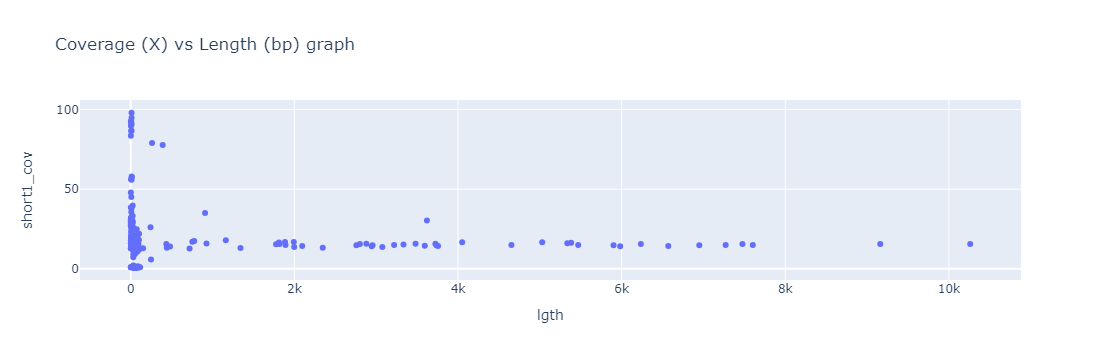 Coverage (X) vs Length (bp) graph
100
50
0
short1_cov
0 2k 4k 6k 8k 10k
lgth